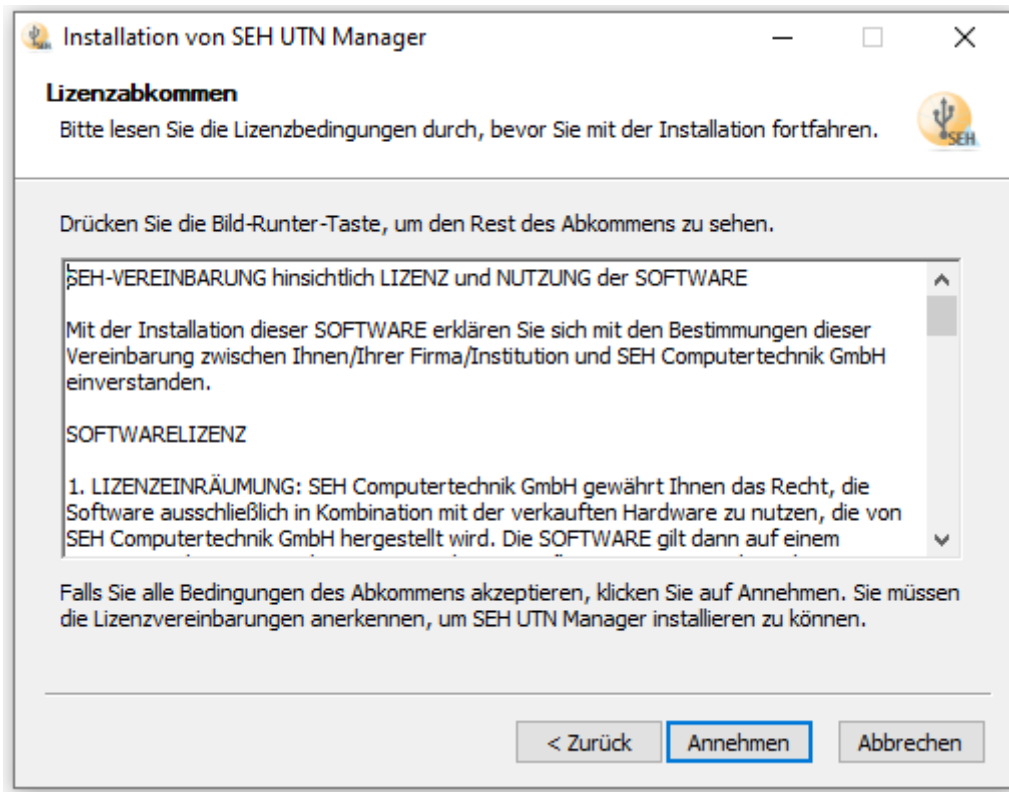 Installation von SEH UTN Manager
Lizenzabkommen
Bitte lesen Sie die Lizenzbedingungen durch, bevor Sie mit der Installation fortfahren.
SEH
Drücken Sie die Bild-Runter-Taste, um den Rest des Abkommens zu sehen.
SEH-VEREINBARUNG hinsichtlich LIZENZ und NUTZUNG der SOFTWARE
Mit der Installation dieser SOFTWARE erklären Sie sich mit den Bestimmungen dieser
Vereinbarung zwischen Ihnen/Ihrer Firma/Institution und SEH Computertechnik GmbH
einverstanden.
SOFTWARELIZENZ
1. LIZENZEINRÄUMUNG: SEH Computertechnik GmbH gewährt Ihnen das Recht, die
Software ausschließlich in Kombination mit der verkauften Hardware zu nutzen, die von
SEH Computertechnik GmbH hergestellt wird. Die SOFTWARE gilt dann auf einem
Falls Sie alle Bedingungen des Abkommens akzeptieren, klicken Sie auf Annehmen. Sie müssen
die Lizenzvereinbarungen anerkennen, um SEH UTN Manager installieren zu können.
< Zurück
Annehmen
Abbrechen